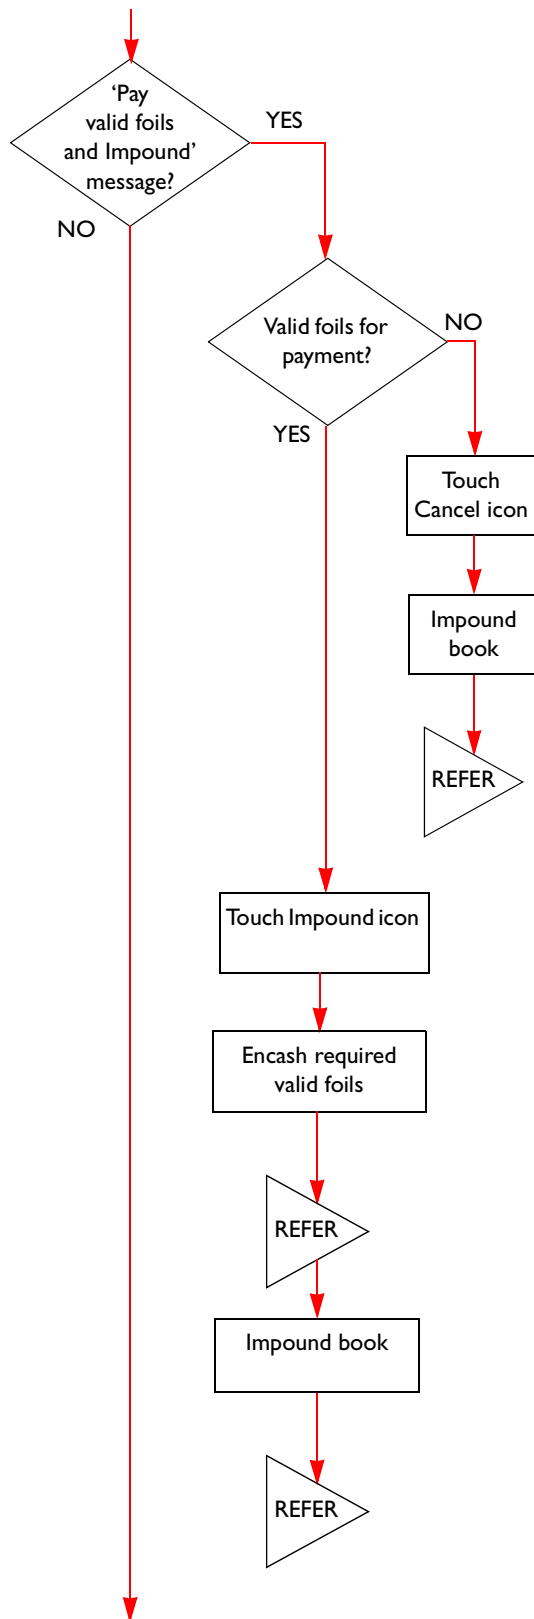 ‘Pay
valid foils
and Impound’
message?
YES
NO
Valid foils for
payment?
NO
YES
Touch
Cancel icon
Impound
book
REFER
Touch Impound icon
Encash required
valid foils
REFER
Impound book
REFER